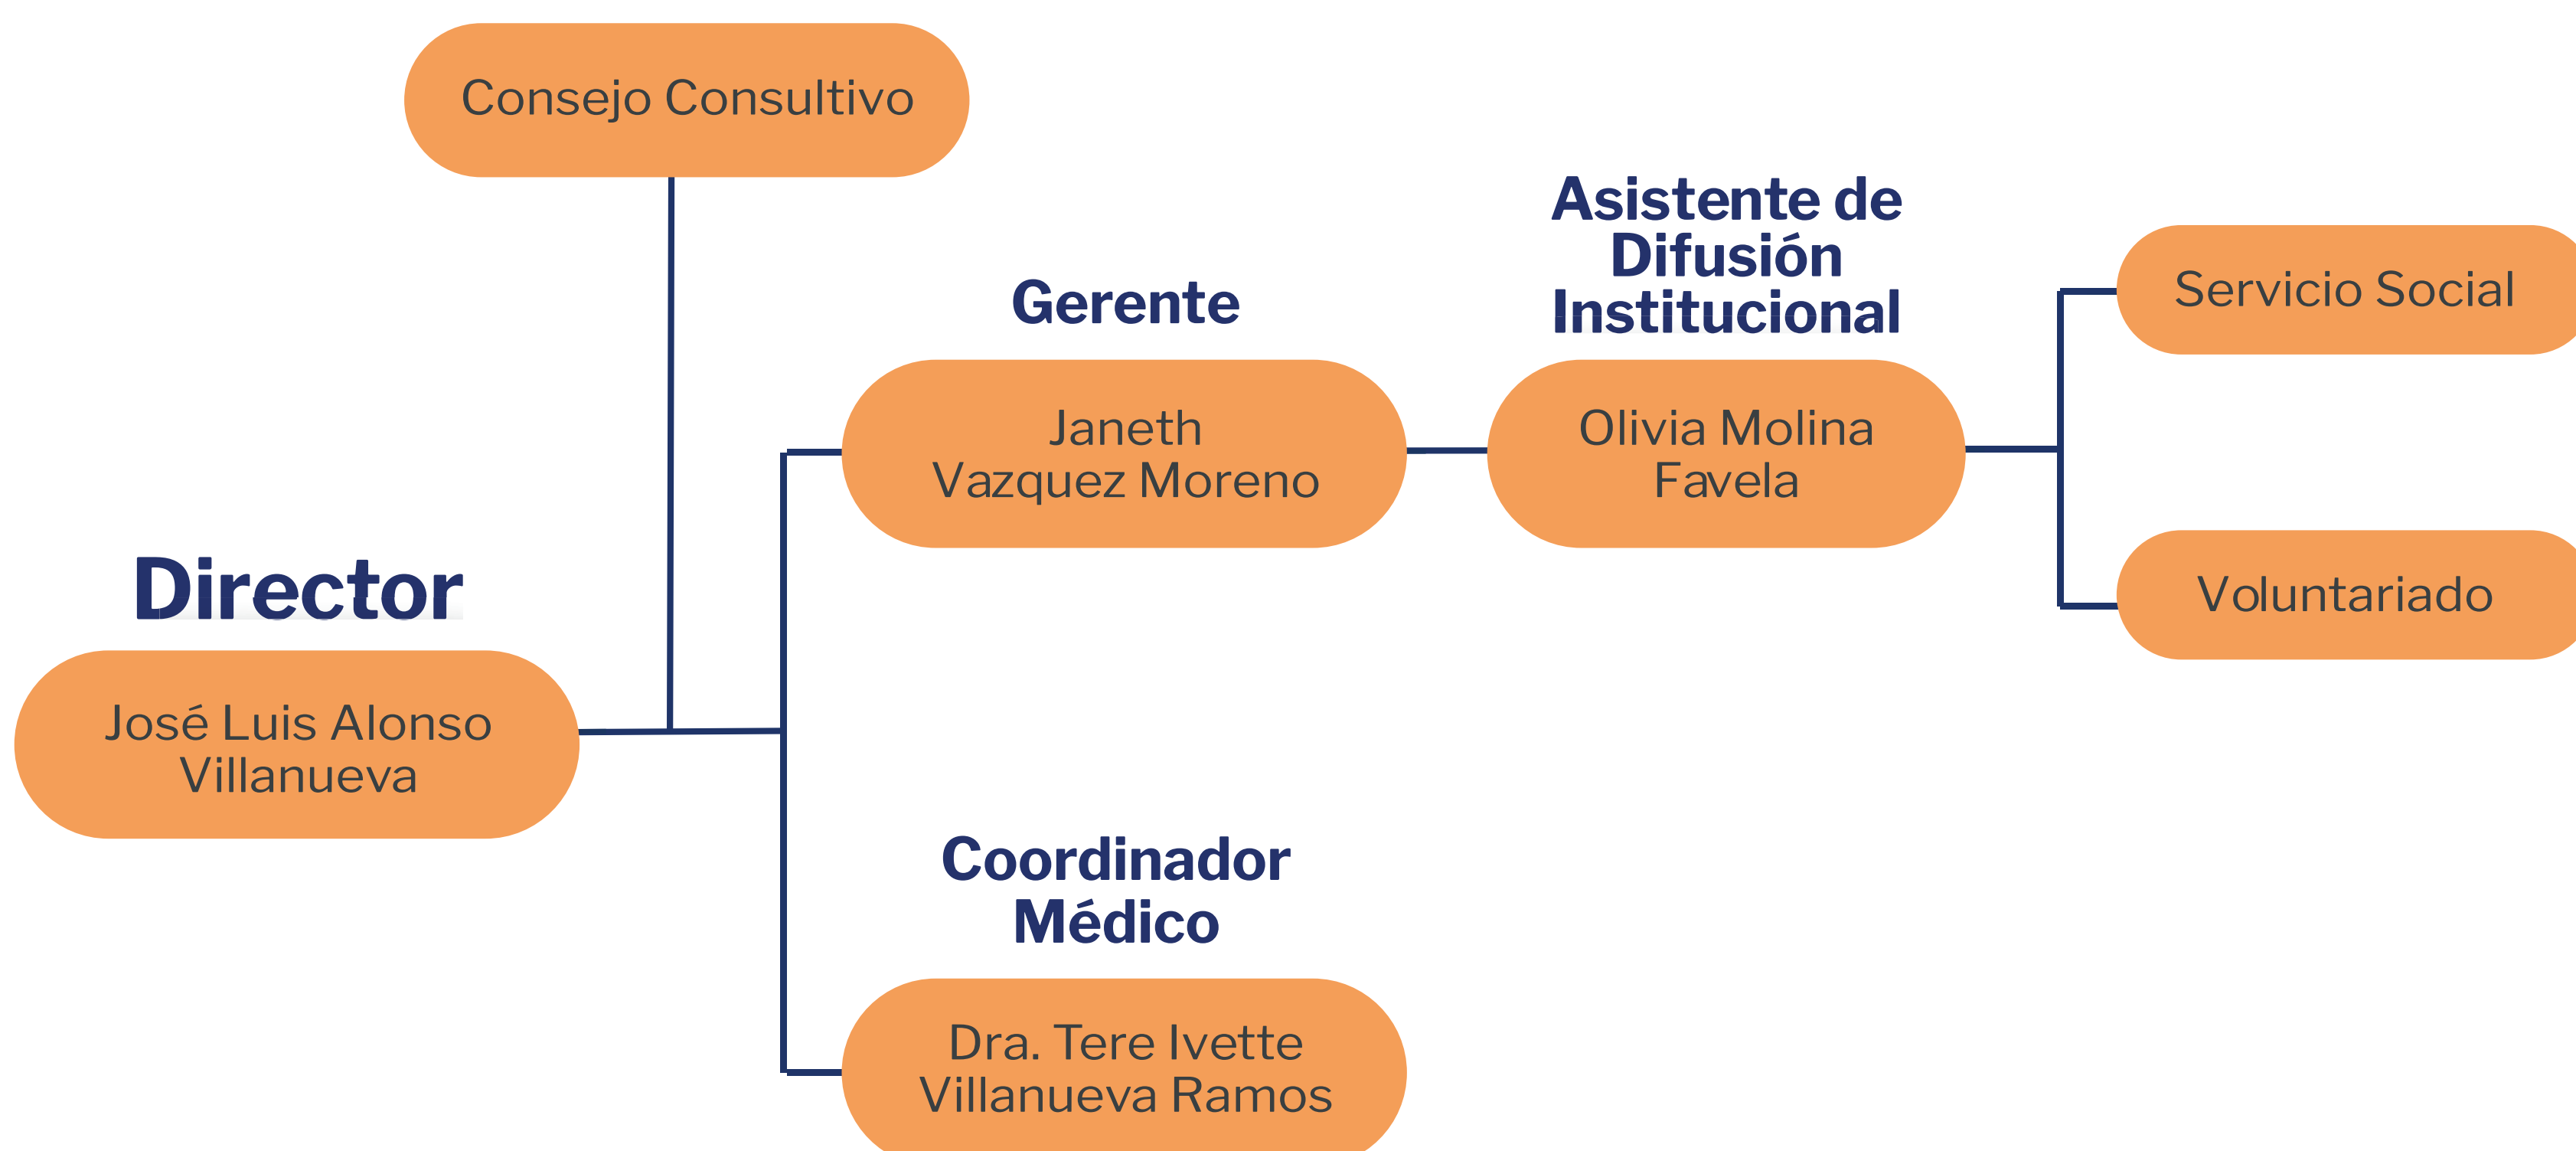 Consejo Consultivo
Asistente de
Difusión
Institucional
Gerente
Servicio Social
Janeth
Vazquez Moreno
Olivia Molina
Favela
Director
Voluntariado
José Luis Alonso
Villanueva
Coordinador
Médico
Dra. Tere Ivette
Villanueva Ramos